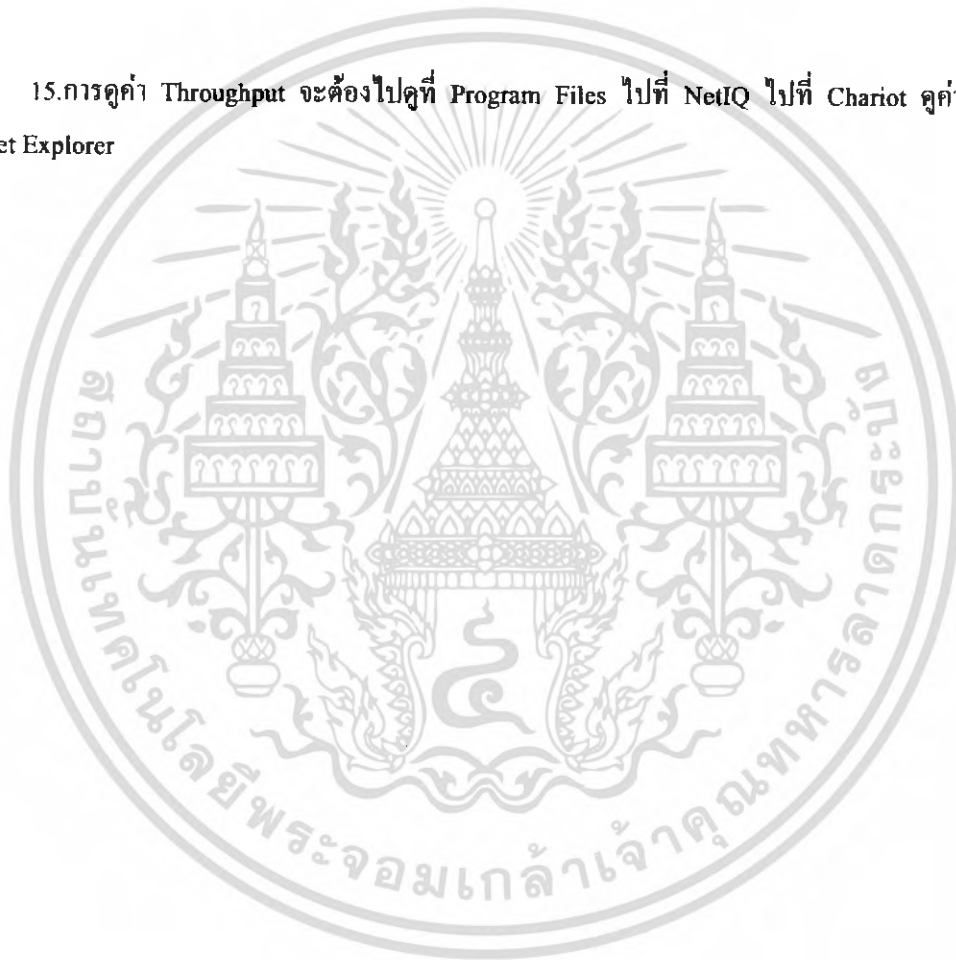 15.การดูค่า Throughput จะต้องไปดูที่ Program Files ไปที่ NetIQ ไปที่ Chariot ดูค่า
et Explorer
สถาบันเทคโนโลยีพระจอมเกล้าเจ้าคุณทหารลาดกระบัง
๔